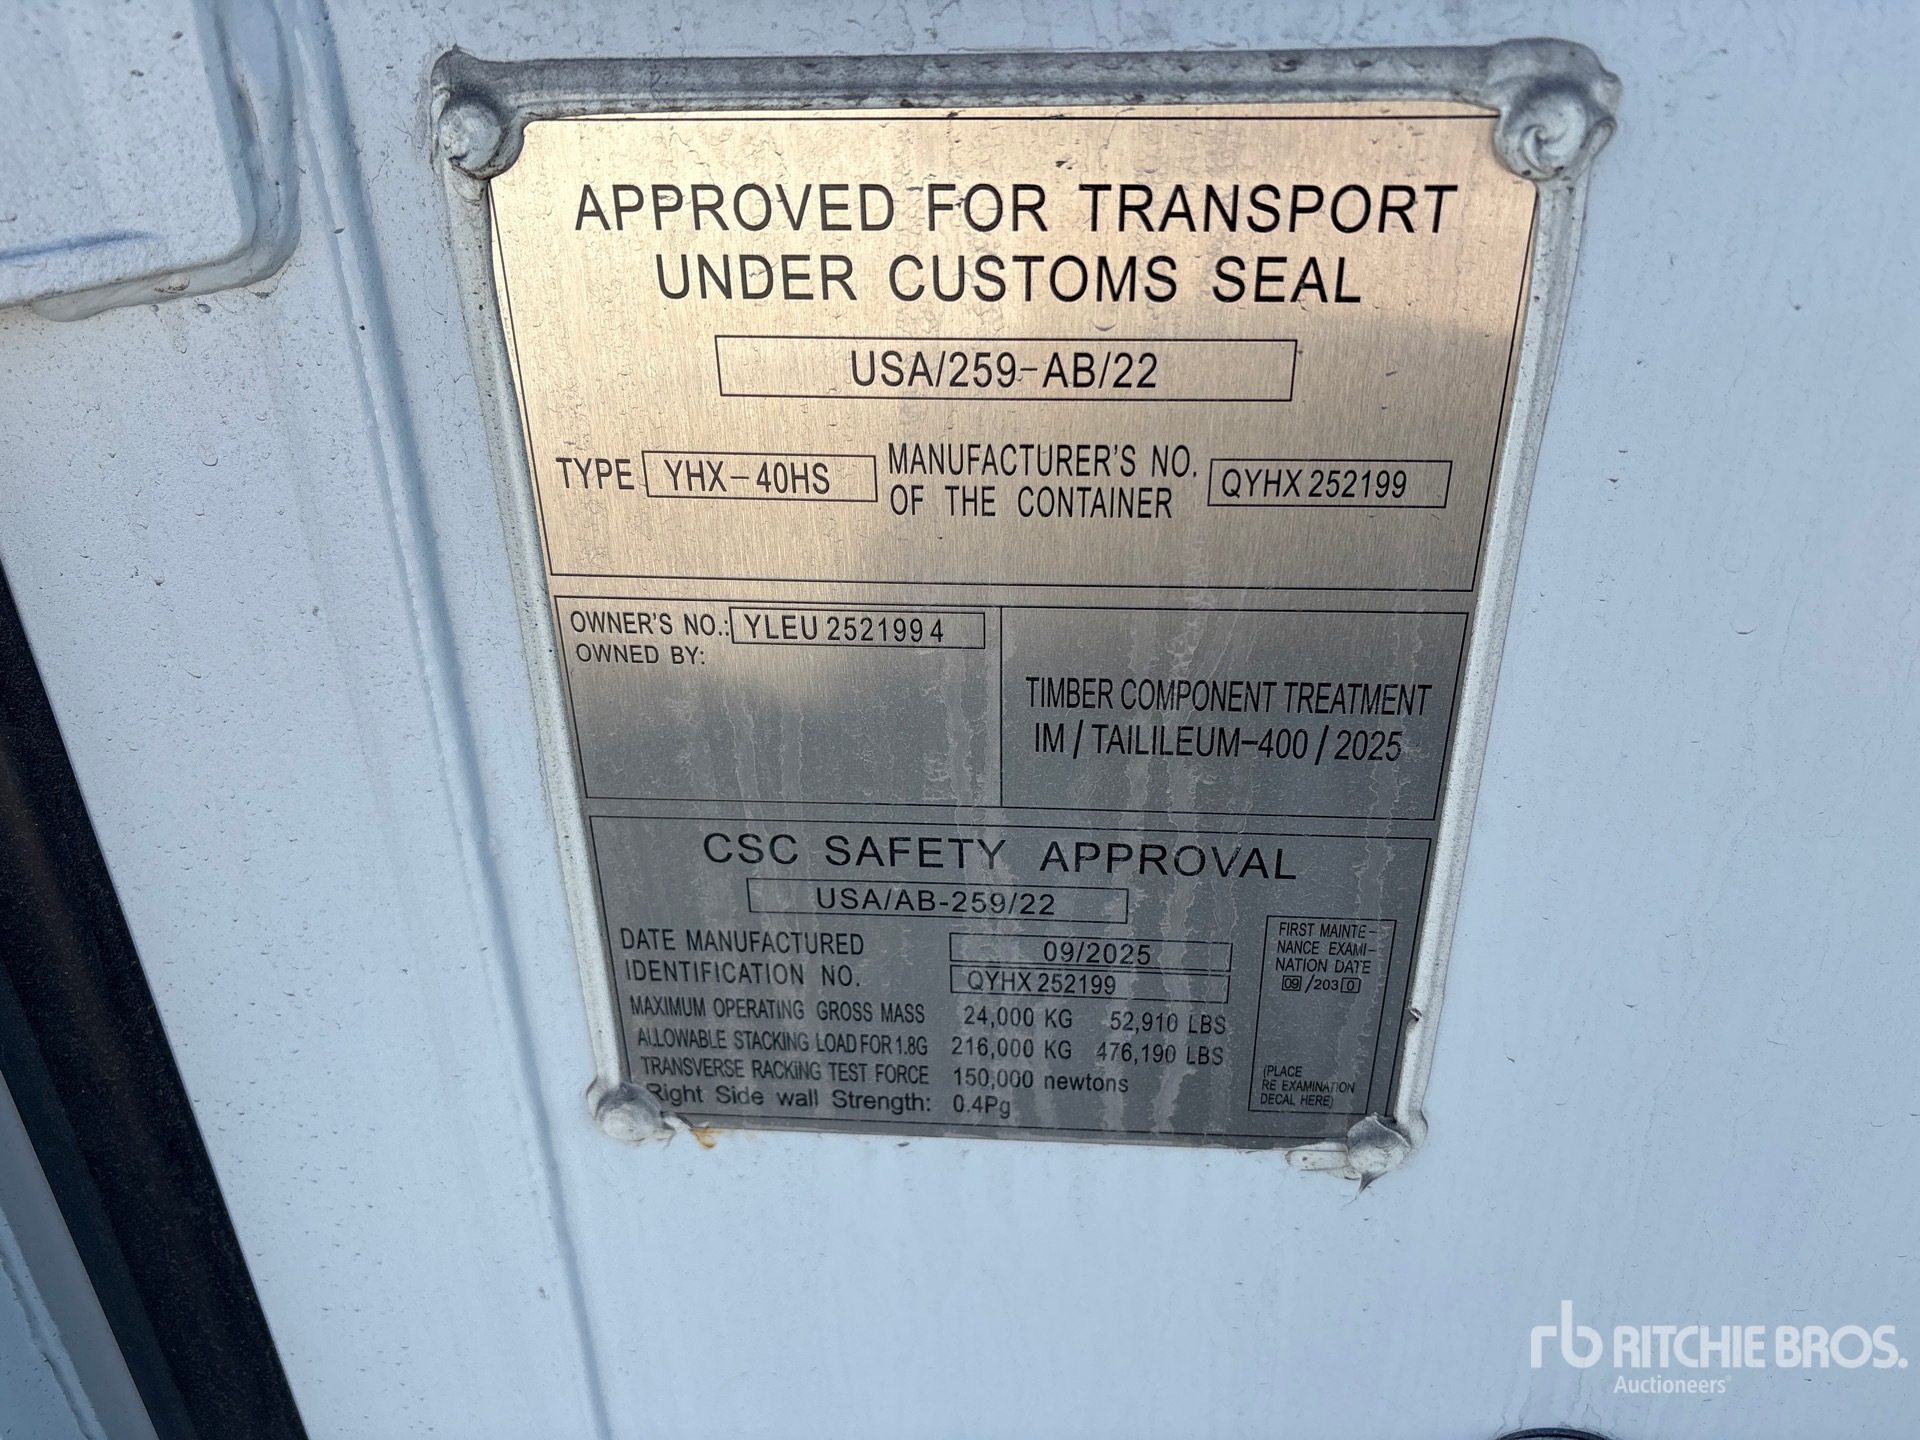 APPROVED FOR TRANSPORT
UNDER CUSTOMS SEAL
USA/259-AB/22
TYPE YHX-40HS MANUFACTURER'S NO. OF THE CONTAINER QYHX 252199
OWNER'S NO.: YLEU 252199 4
OWNED BY:
TIMBER COMPONENT TREATMENT
IM / TAILILEUM-400 / 2025
CSC SAFETY APPROVAL
USA/AB-259/22
DATE MANUFACTURED 09/2025
IDENTIFICATION NO. QYHX 252199
MAXIMUM OPERATING GROSS MASS 24,000 KG 52,910 LBS
ALLOWABLE STACKING LOAD FOR 1.8G 216,000 KG 476,190 LBS
TRANSVERSE RACKING TEST FORCE 150,000 newtons
Right Side wall Strength: 0.4Pg
FIRST MAINTE-
NANCE EXAMI-
NATION DATE
09/2030
(PLACE
RE EXAMINATION
DECAL HERE)
rb RITCHIE BROS.
Auctioneers